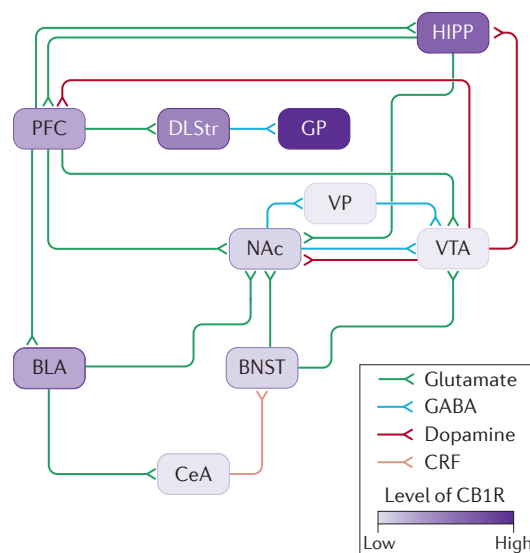 HIPP
PFC
DLStr
GP
VP
NAc
VTA
BLA
BNST
CeA
Glutamate
GABA
Dopamine
CRF
Level of CB1R
Low High